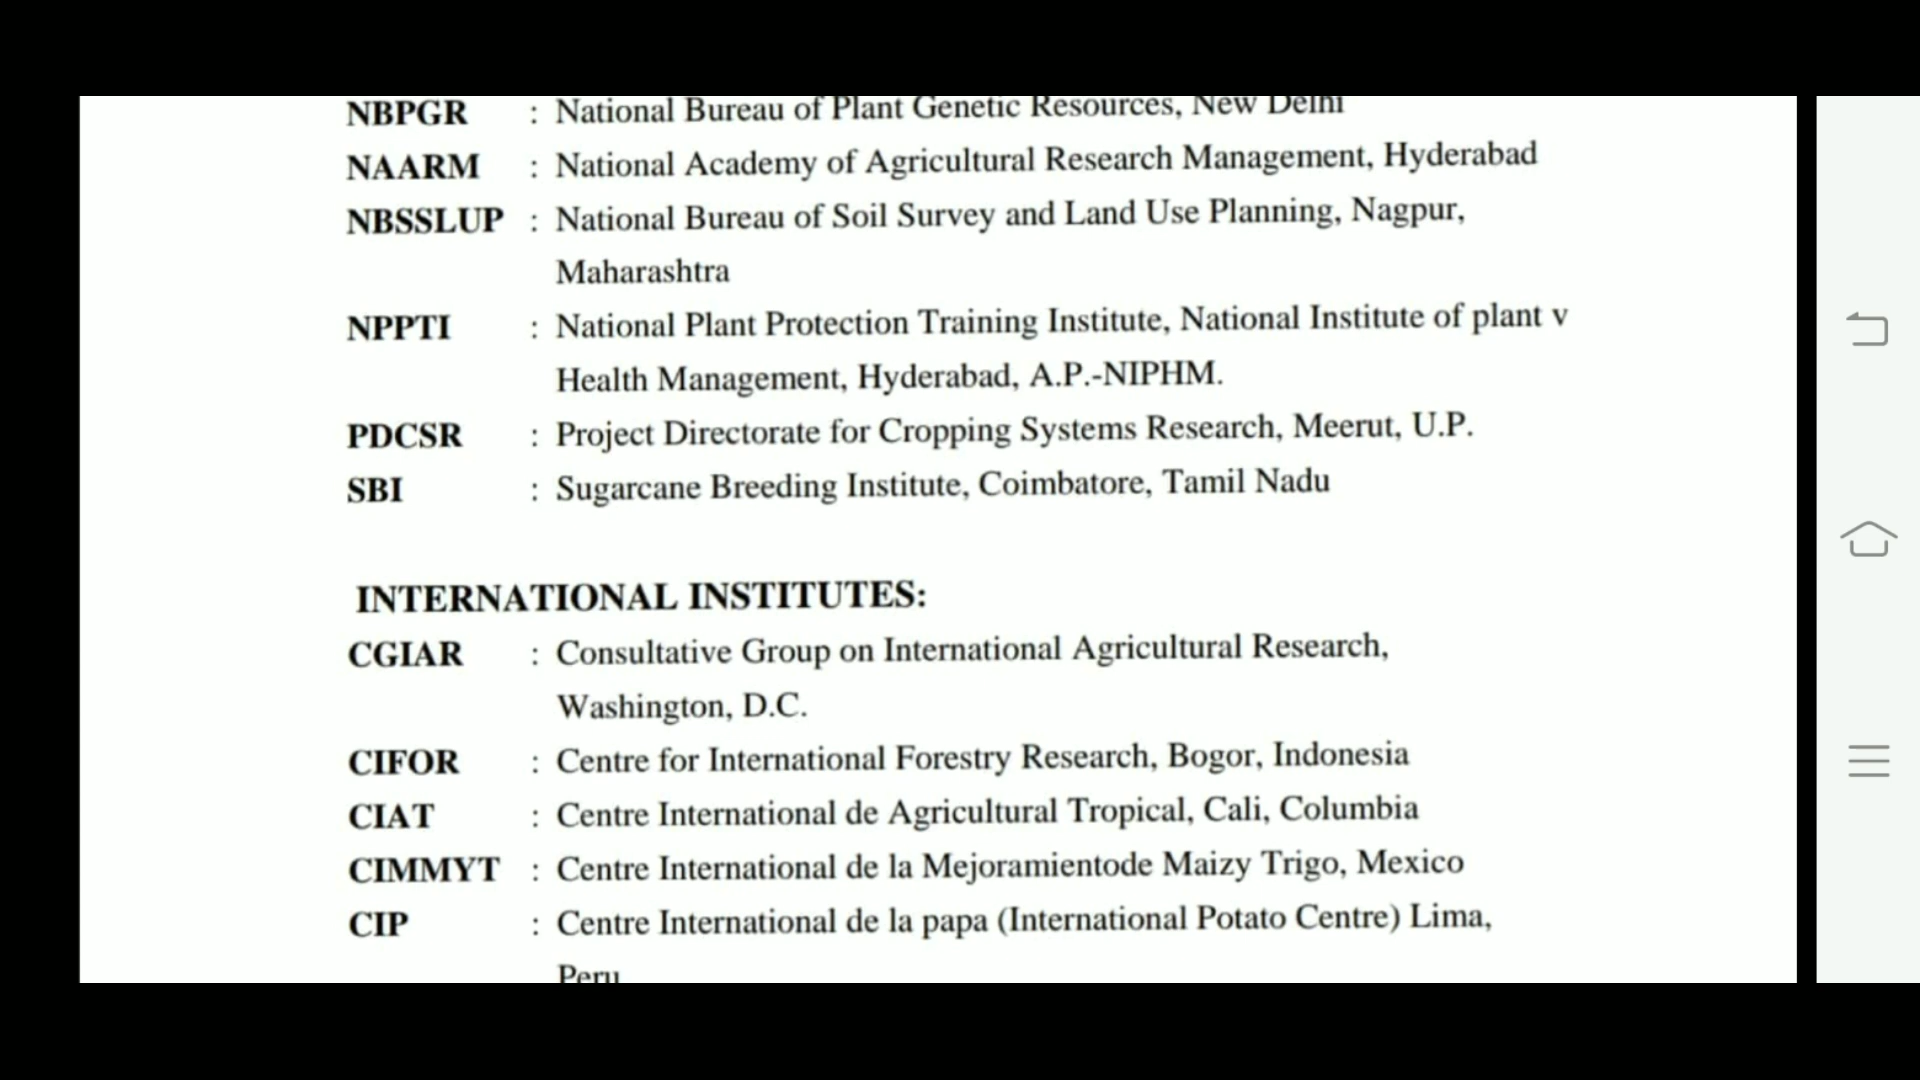 NBPGR : National Bureau of Plant Genetic Resources, New Delhi
NAARM : National Academy of Agricultural Research Management, Hyderabad
NBSSLUP : National Bureau of Soil Survey and Land Use Planning, Nagpur,
Maharashtra
NPPTI : National Plant Protection Training Institute, National Institute of plant v
Health Management, Hyderabad, A.P.-NIPHM.
PDCSR : Project Directorate for Cropping Systems Research, Meerut, U.P.
SBI : Sugarcane Breeding Institute, Coimbatore, Tamil Nadu
INTERNATIONAL INSTITUTES:
CGIAR : Consultative Group on International Agricultural Research,
Washington, D.C.
CIFOR : Centre for International Forestry Research, Bogor, Indonesia
CIAT : Centre International de Agricultural Tropical, Cali, Columbia
CIMMYT : Centre International de la Mejoramientode Maizy Trigo, Mexico
CIP : Centre International de la papa (International Potato Centre) Lima,
Peru